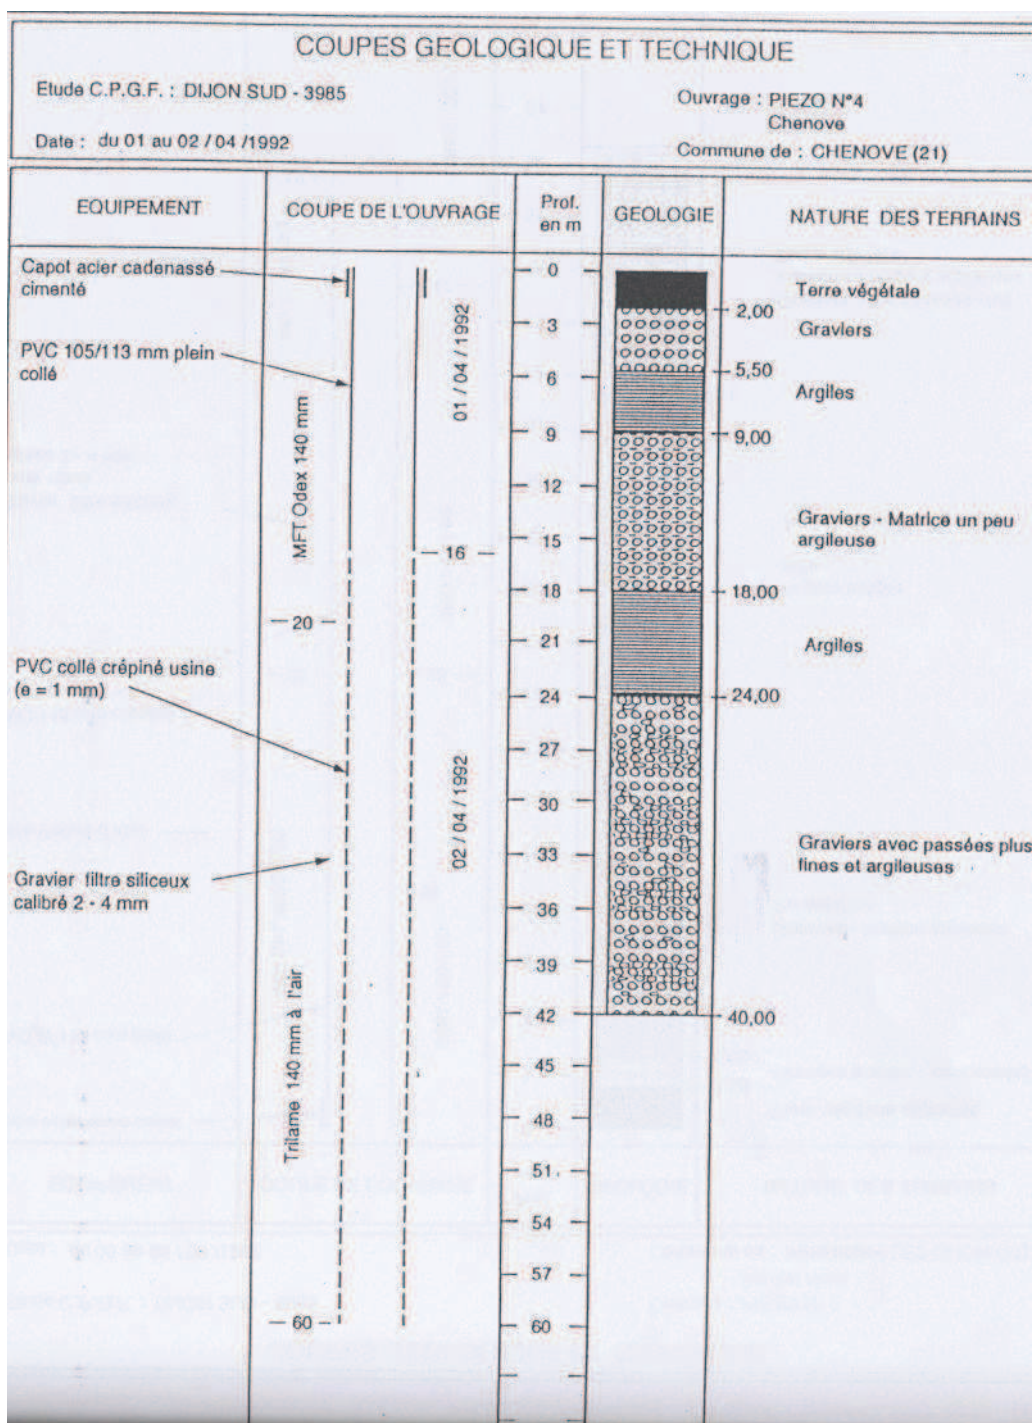 COUPES GEOLOGIQUE ET TECHNIQUE
Etude C.P.G.F. : DIJON SUD - 3985
Ouvrage : PIEZO N°4
Chenove
Date : du 01 au 02 / 04 /1992
Commune de : CHENOVE (21)
EQUIPEMENT
COUPE DE L'OUVRAGE
Prof.
en m
GEOLOGIE
NATURE DES TERRAINS
Capot acier cadenassé
cimenté
PVC 105/113 mm plein
collé
PVC colle crépiné usine
(e = 1 mm)
Gravier filtre siliceux
calibré 2 - 4 mm
MFT Odex 140 mm
01 / 04 / 1992
16
20
02 / 04 / 1992
Trilame 140 mm à l'air
60
0
3
6
9
12
15
18
21
24
27
30
33
36
39
42
45
48
51
54
57
60
2,00
5,50
9,00
18,00
24,00
40,00
Terre végétale
Graviers
Argiles
Graviers - Matrice un peu
argileuse
Argiles
Graviers avec passées plus
fines et argileuses